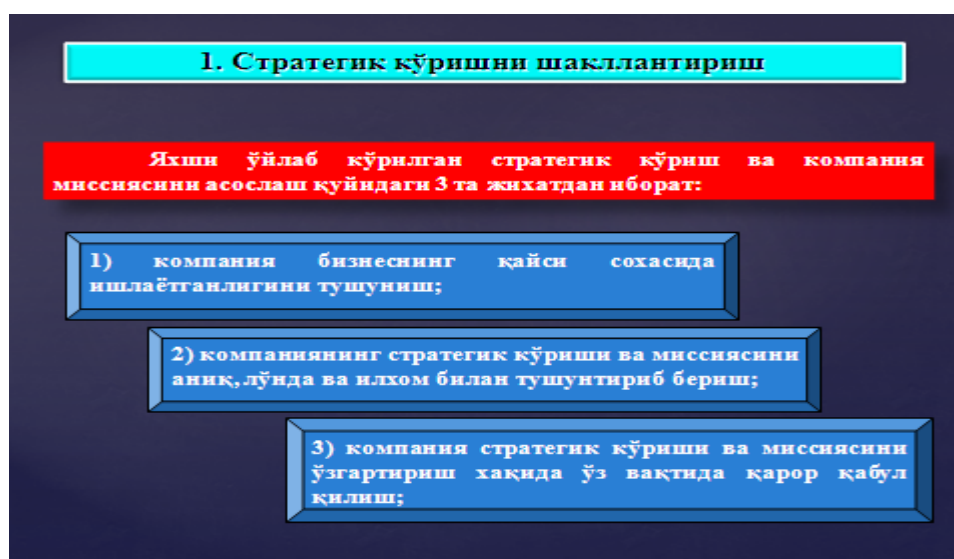 1. Стратегик кўришни шакллантириш
Яхши ўйлаб кўрилган стратегик кўриш ва компания
миссиясини асослаш қуйидаги 3 та жихатдан иборат:
1) компания бизнеснинг қайси сохасида
ишлаётганлигини тушуниш;
2) компаниянинг стратегик кўриши ва миссиясини
аниқ, лўнда ва илхом билан тушунтириб бериш;
3) компания стратегик кўриши ва миссиясини
ўзгартириш хақида ўз вақтида қарор қабул
қилиш;